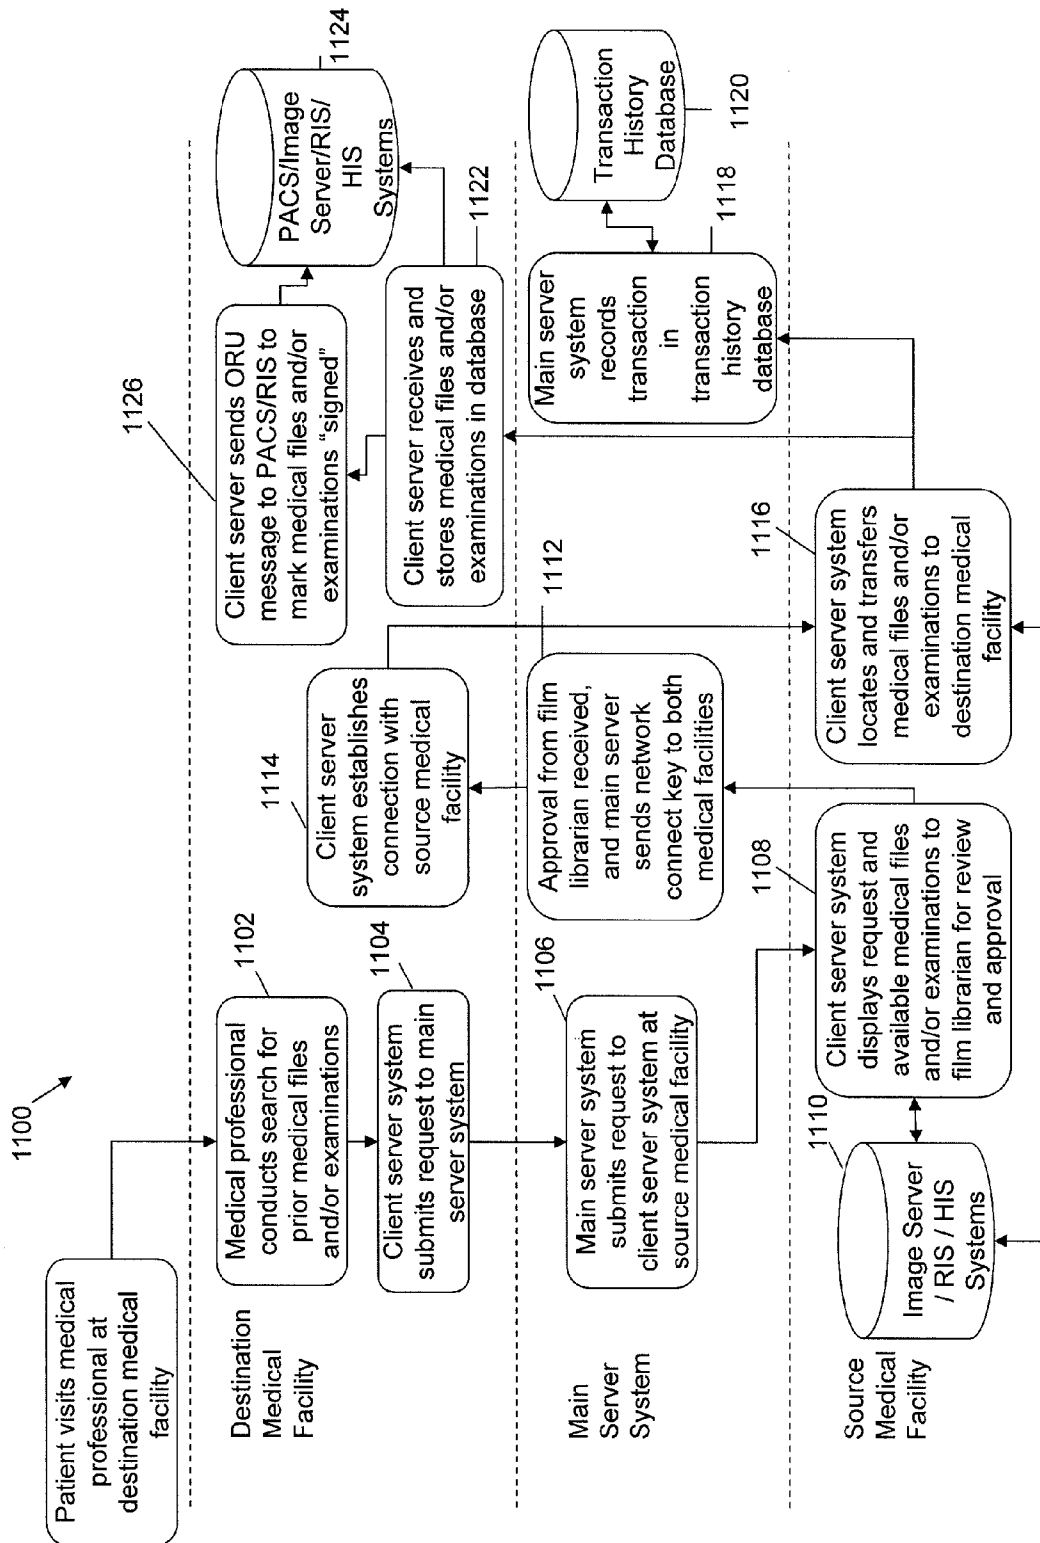 1100
Patient visits medical
professional at
destination medical
facility
Destination
Medical
Facility
1102
Medical professional
conducts search for
prior medical files
and/or examinations
1104
Client server system
submits request to main
server system
1114
Client server
system establishes
connection with
source medical
facility
1126
Client server sends ORU
message to PACS/RIS to
mark medical files and/or
examinations “signed”
Client server receives and
stores medical files and/or
examinations in database
1122
PACS/Image
Server/RIS/
HIS
Systems
1124
Main
Server
System
1106
Main server system
submits request to
client server system at
source medical facility
1112
Approval from film
librarian received,
and main server
sends network
connect key to both
medical facilities
Main server
system
records
transaction
in
transaction
history
database
1118
Transaction
History
Database
1120
Source
Medical
Facility
1110
Image Server
/ RIS / HIS
Systems
1108
Client server system
displays request and
available medical files
and/or examinations to
film librarian for review
and approval
1116
Client server system
locates and transfers
medical files and/or
examinations to
destination medical
facility